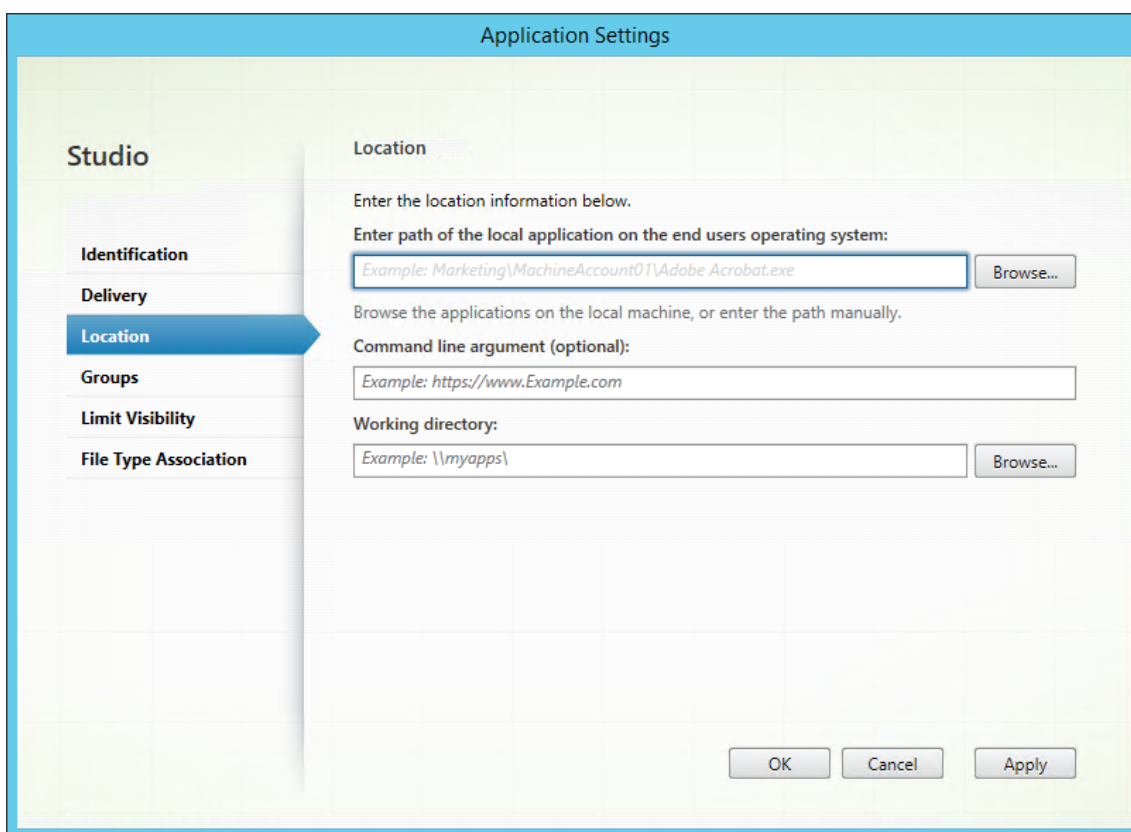 Application Settings
Studio
Identification
Delivery
Location
Groups
Limit Visibility
File Type Association
Location
Enter the location information below.
Enter path of the local application on the end users operating system:
Example: Marketing\MachineAccount01\Adobe Acrobat.exe
Browse...
Browse the applications on the local machine, or enter the path manually.
Command line argument (optional):
Example: https://www.Example.com
Working directory:
Example: \\myapps\
Browse...
OK
Cancel
Apply